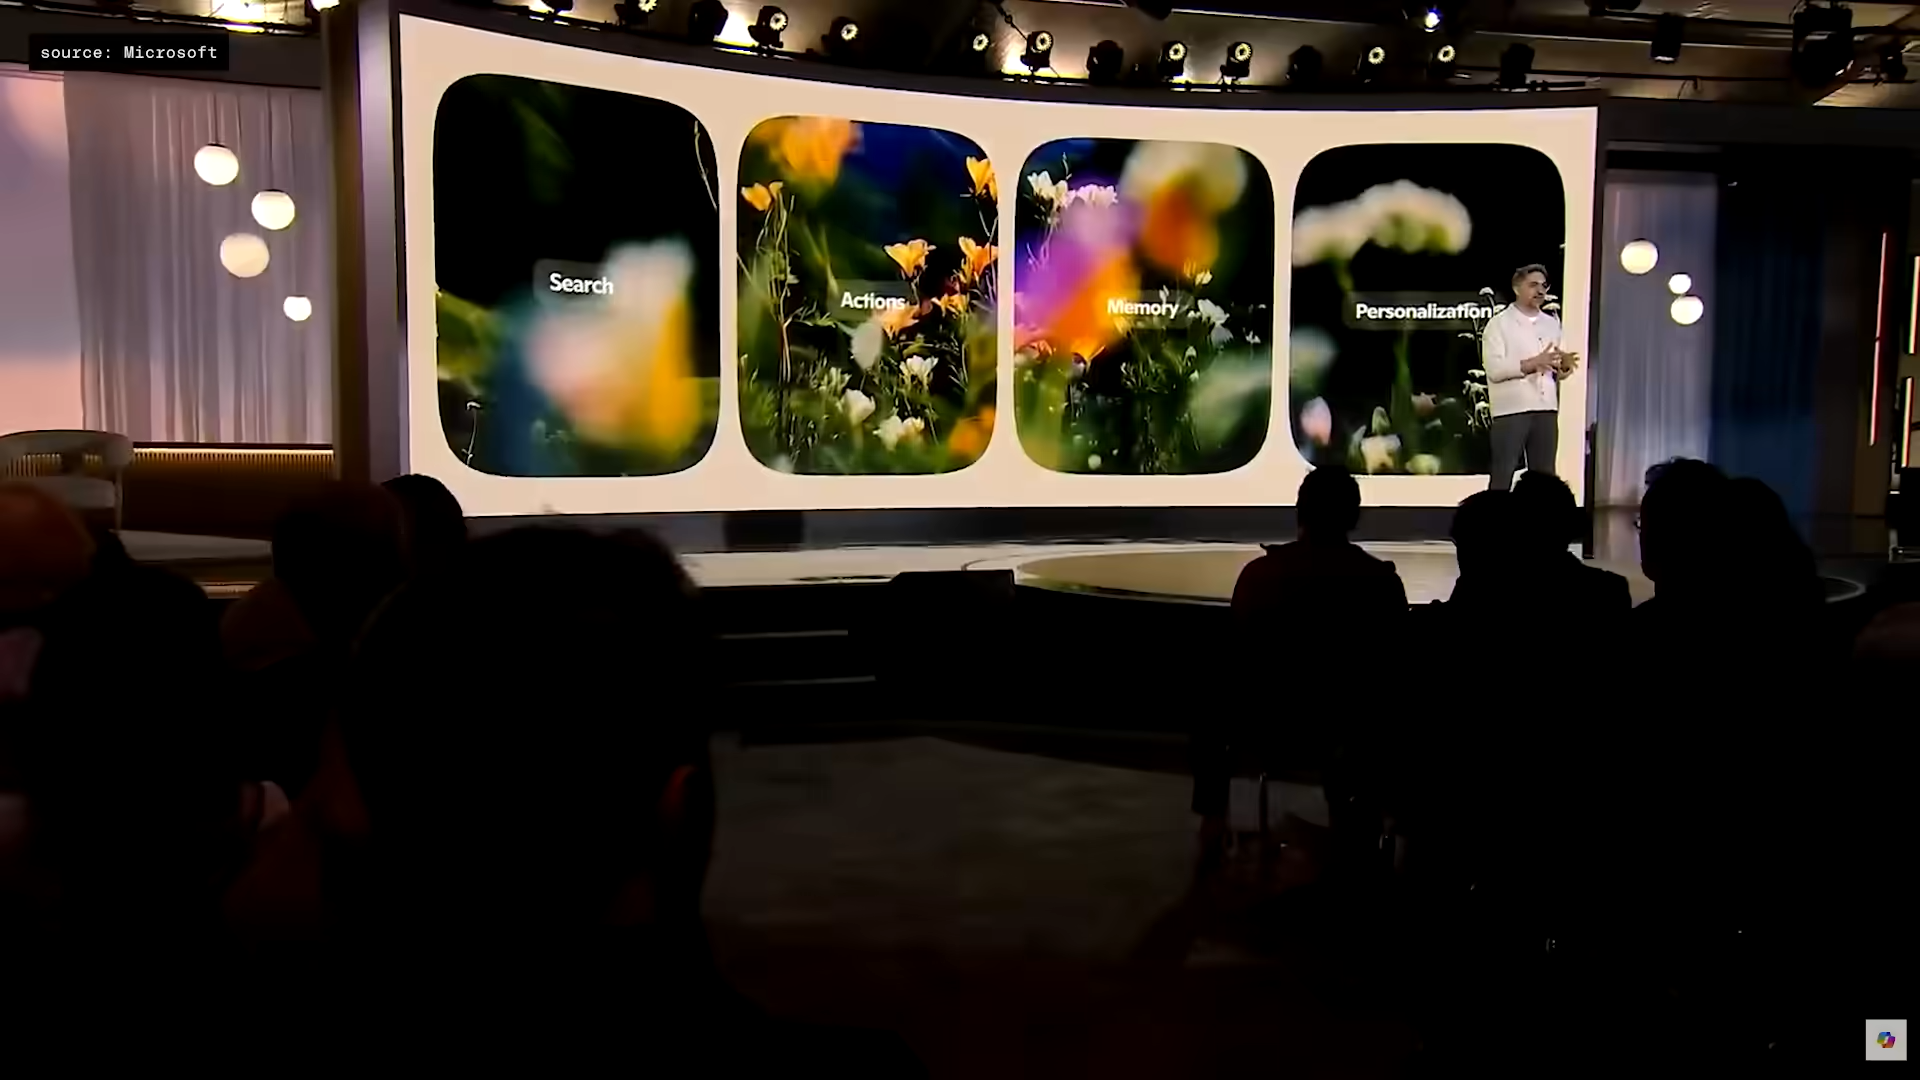 source: Microsoft
Search
Actions
Memory
Personalization